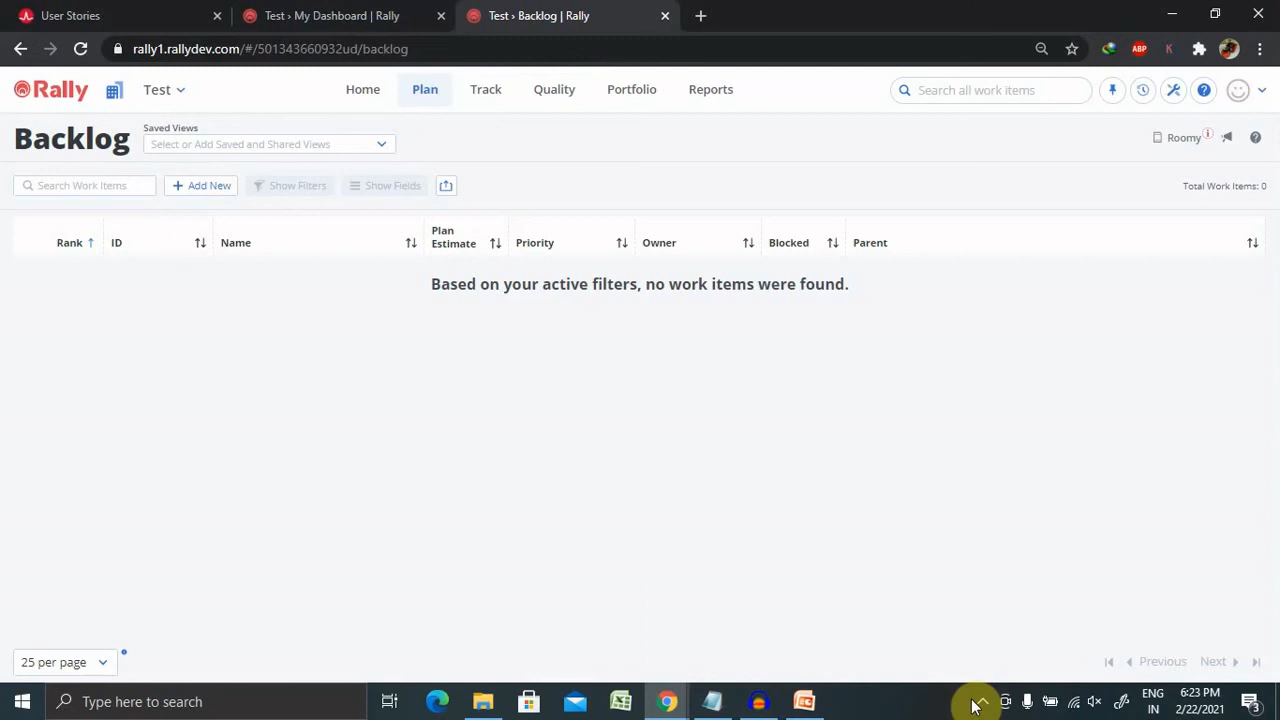 User Stories
Test › My Dashboard | Rally
Test › Backlog | Rally
rally1.rallydev.com/#/501343660932ud/backlog
ABP
K
Rally
Test
Home
Plan
Track
Quality
Portfolio
Reports
Search all work items
Backlog
Saved Views
Select or Add Saved and Shared Views
Roomy
Search Work Items
Add New
Show Filters
Show Fields
Total Work Items: 0
Rank
ID
Name
Plan
Estimate
Priority
Owner
Blocked
Parent
Based on your active filters, no work items were found.
25 per page
Previous
Next
Type here to search
ENG
IN
6:23 PM
2/22/2021
3